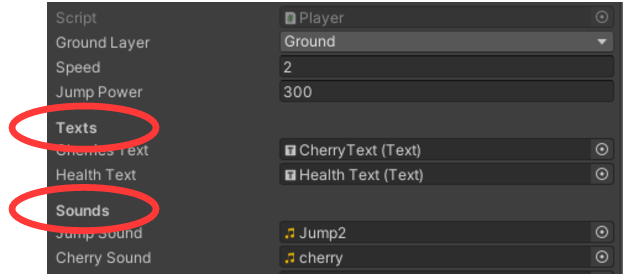 Script Player
Ground Layer Ground
Speed 2
Jump Power 300
Texts
Cherries Text CherryText (Text)
Health Text Health Text (Text)
Sounds
Jump Sound Jump2
Cherry Sound cherry